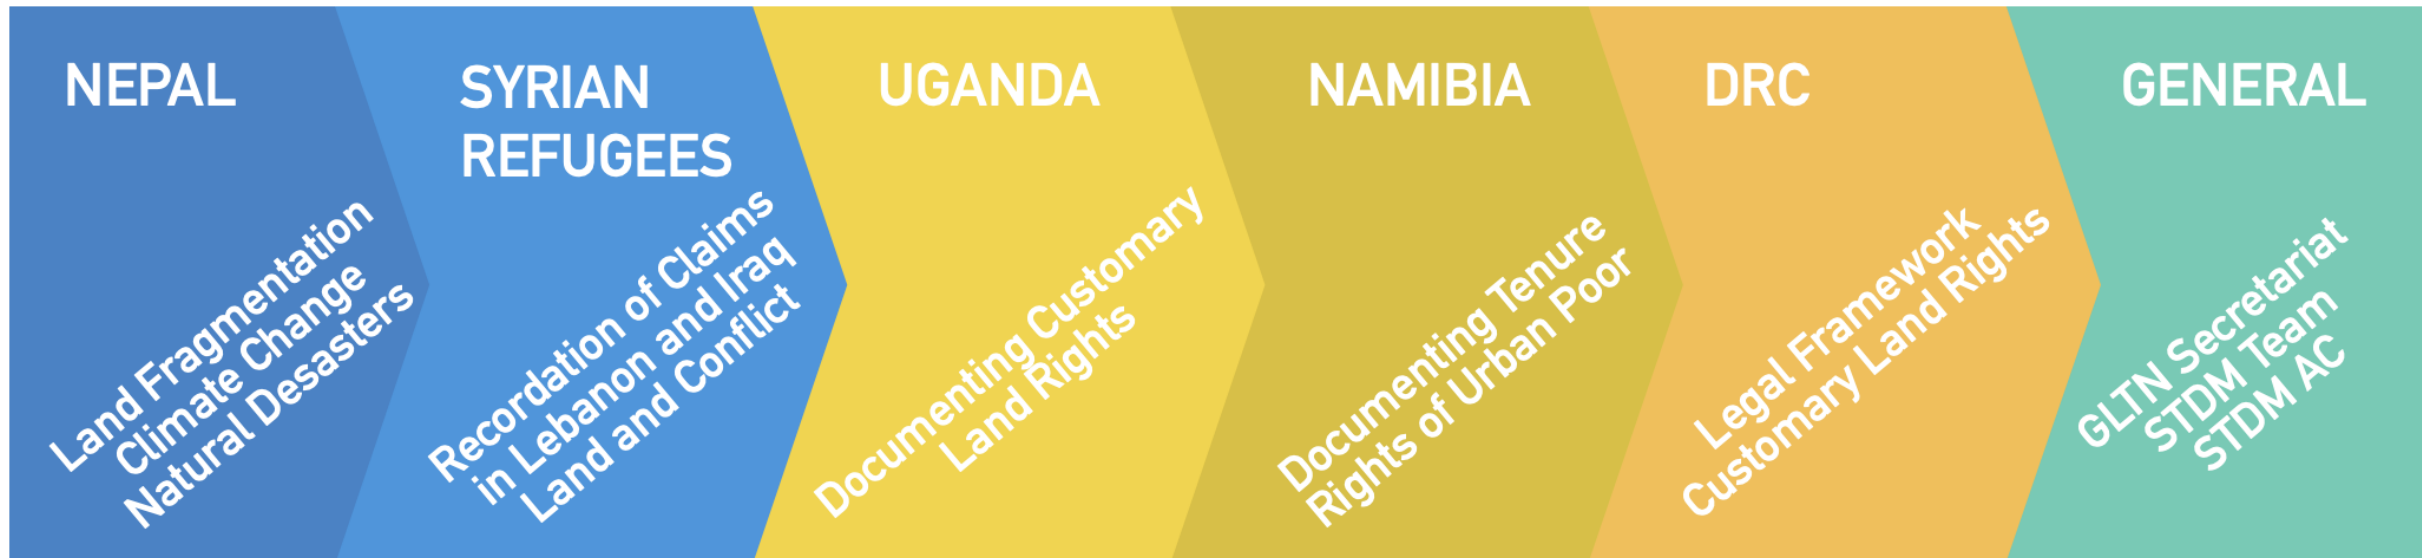 NEPAL
Land Fragmentation
Climate Change
Natural Desasters
SYRIAN
REFUGEES
Recordation of Claims
in Lebanon and Iraq
Land and Conflict
UGANDA
Documenting Customary
Land Rights
NAMIBIA
Documenting Tenure
Rights of Urban Poor
DRC
Legal Framework
Customary Land Rights
GENERAL
GLTN Secretariat
STDM Team
STDM AC